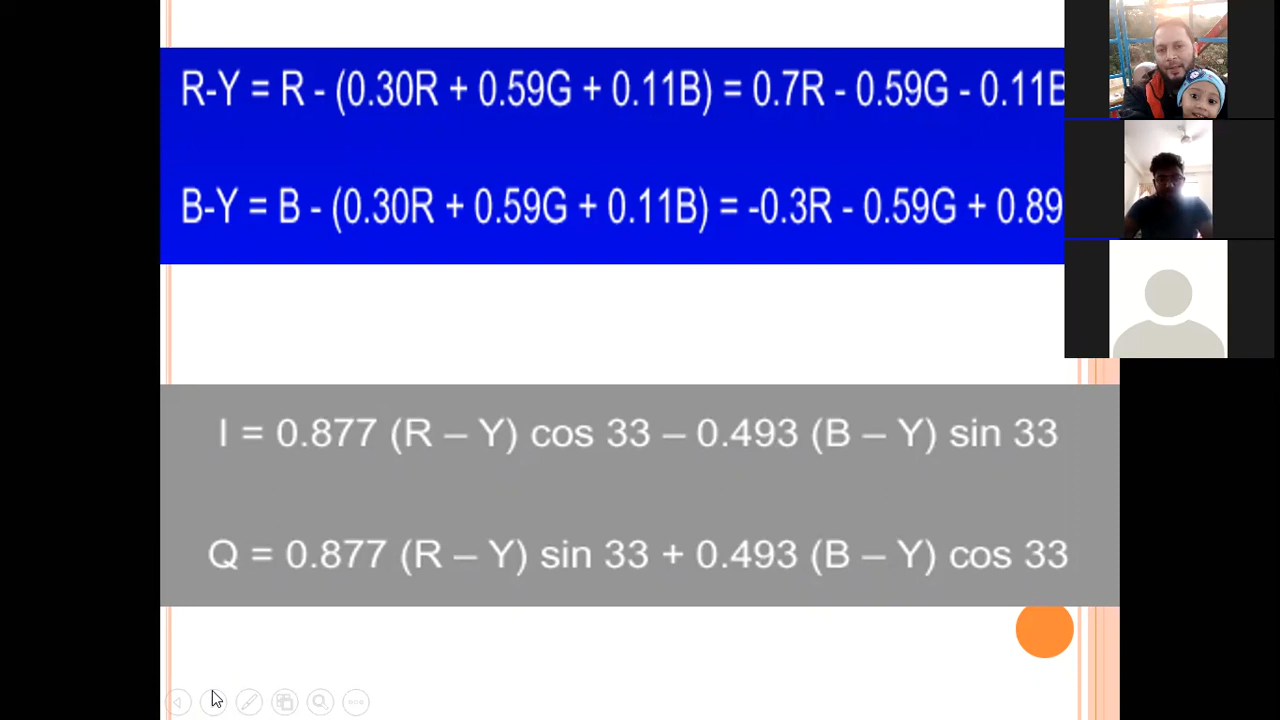 R-Y = R - (0.30R + 0.59G + 0.11B) = 0.7R - 0.59G - 0.11B
B-Y = B - (0.30R + 0.59G + 0.11B) = -0.3R - 0.59G + 0.89
I = 0.877 (R – Y) cos 33 – 0.493 (B – Y) sin 33
Q = 0.877 (R – Y) sin 33 + 0.493 (B – Y) cos 33